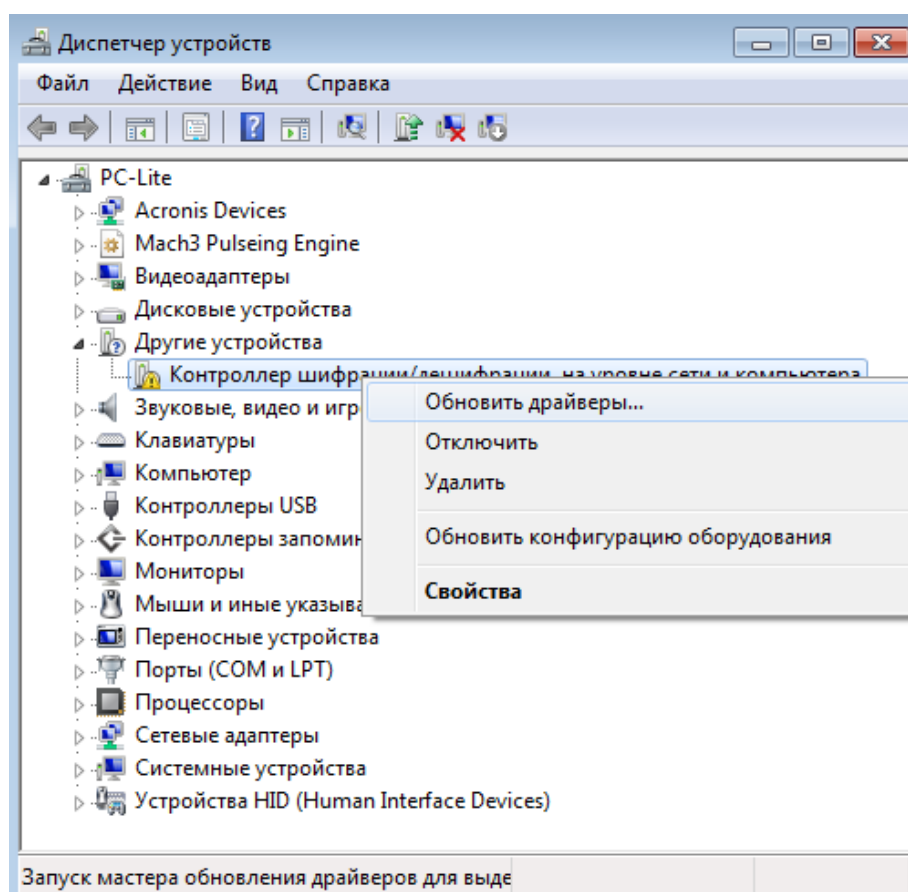 Диспетчер устройств
Файл Действие Вид Справка
PC-Lite
Acronis Devices
Mach3 Pulseing Engine
Видеоадаптеры
Дисковые устройства
Другие устройства
Контроллер шифрации/дешифрации на уровне сети и компьютера
Звуковые, видео и игр
Клавиатуры
Компьютер
Контроллеры USB
Контроллеры запомин
Мониторы
Мыши и иные указыва
Переносные устройства
Порты (COM и LPT)
Процессоры
Сетевые адаптеры
Системные устройства
Устройства HID (Human Interface Devices)
Обновить драйверы...
Отключить
Удалить
Обновить конфигурацию оборудования
Свойства
Запуск мастера обновления драйверов для выде